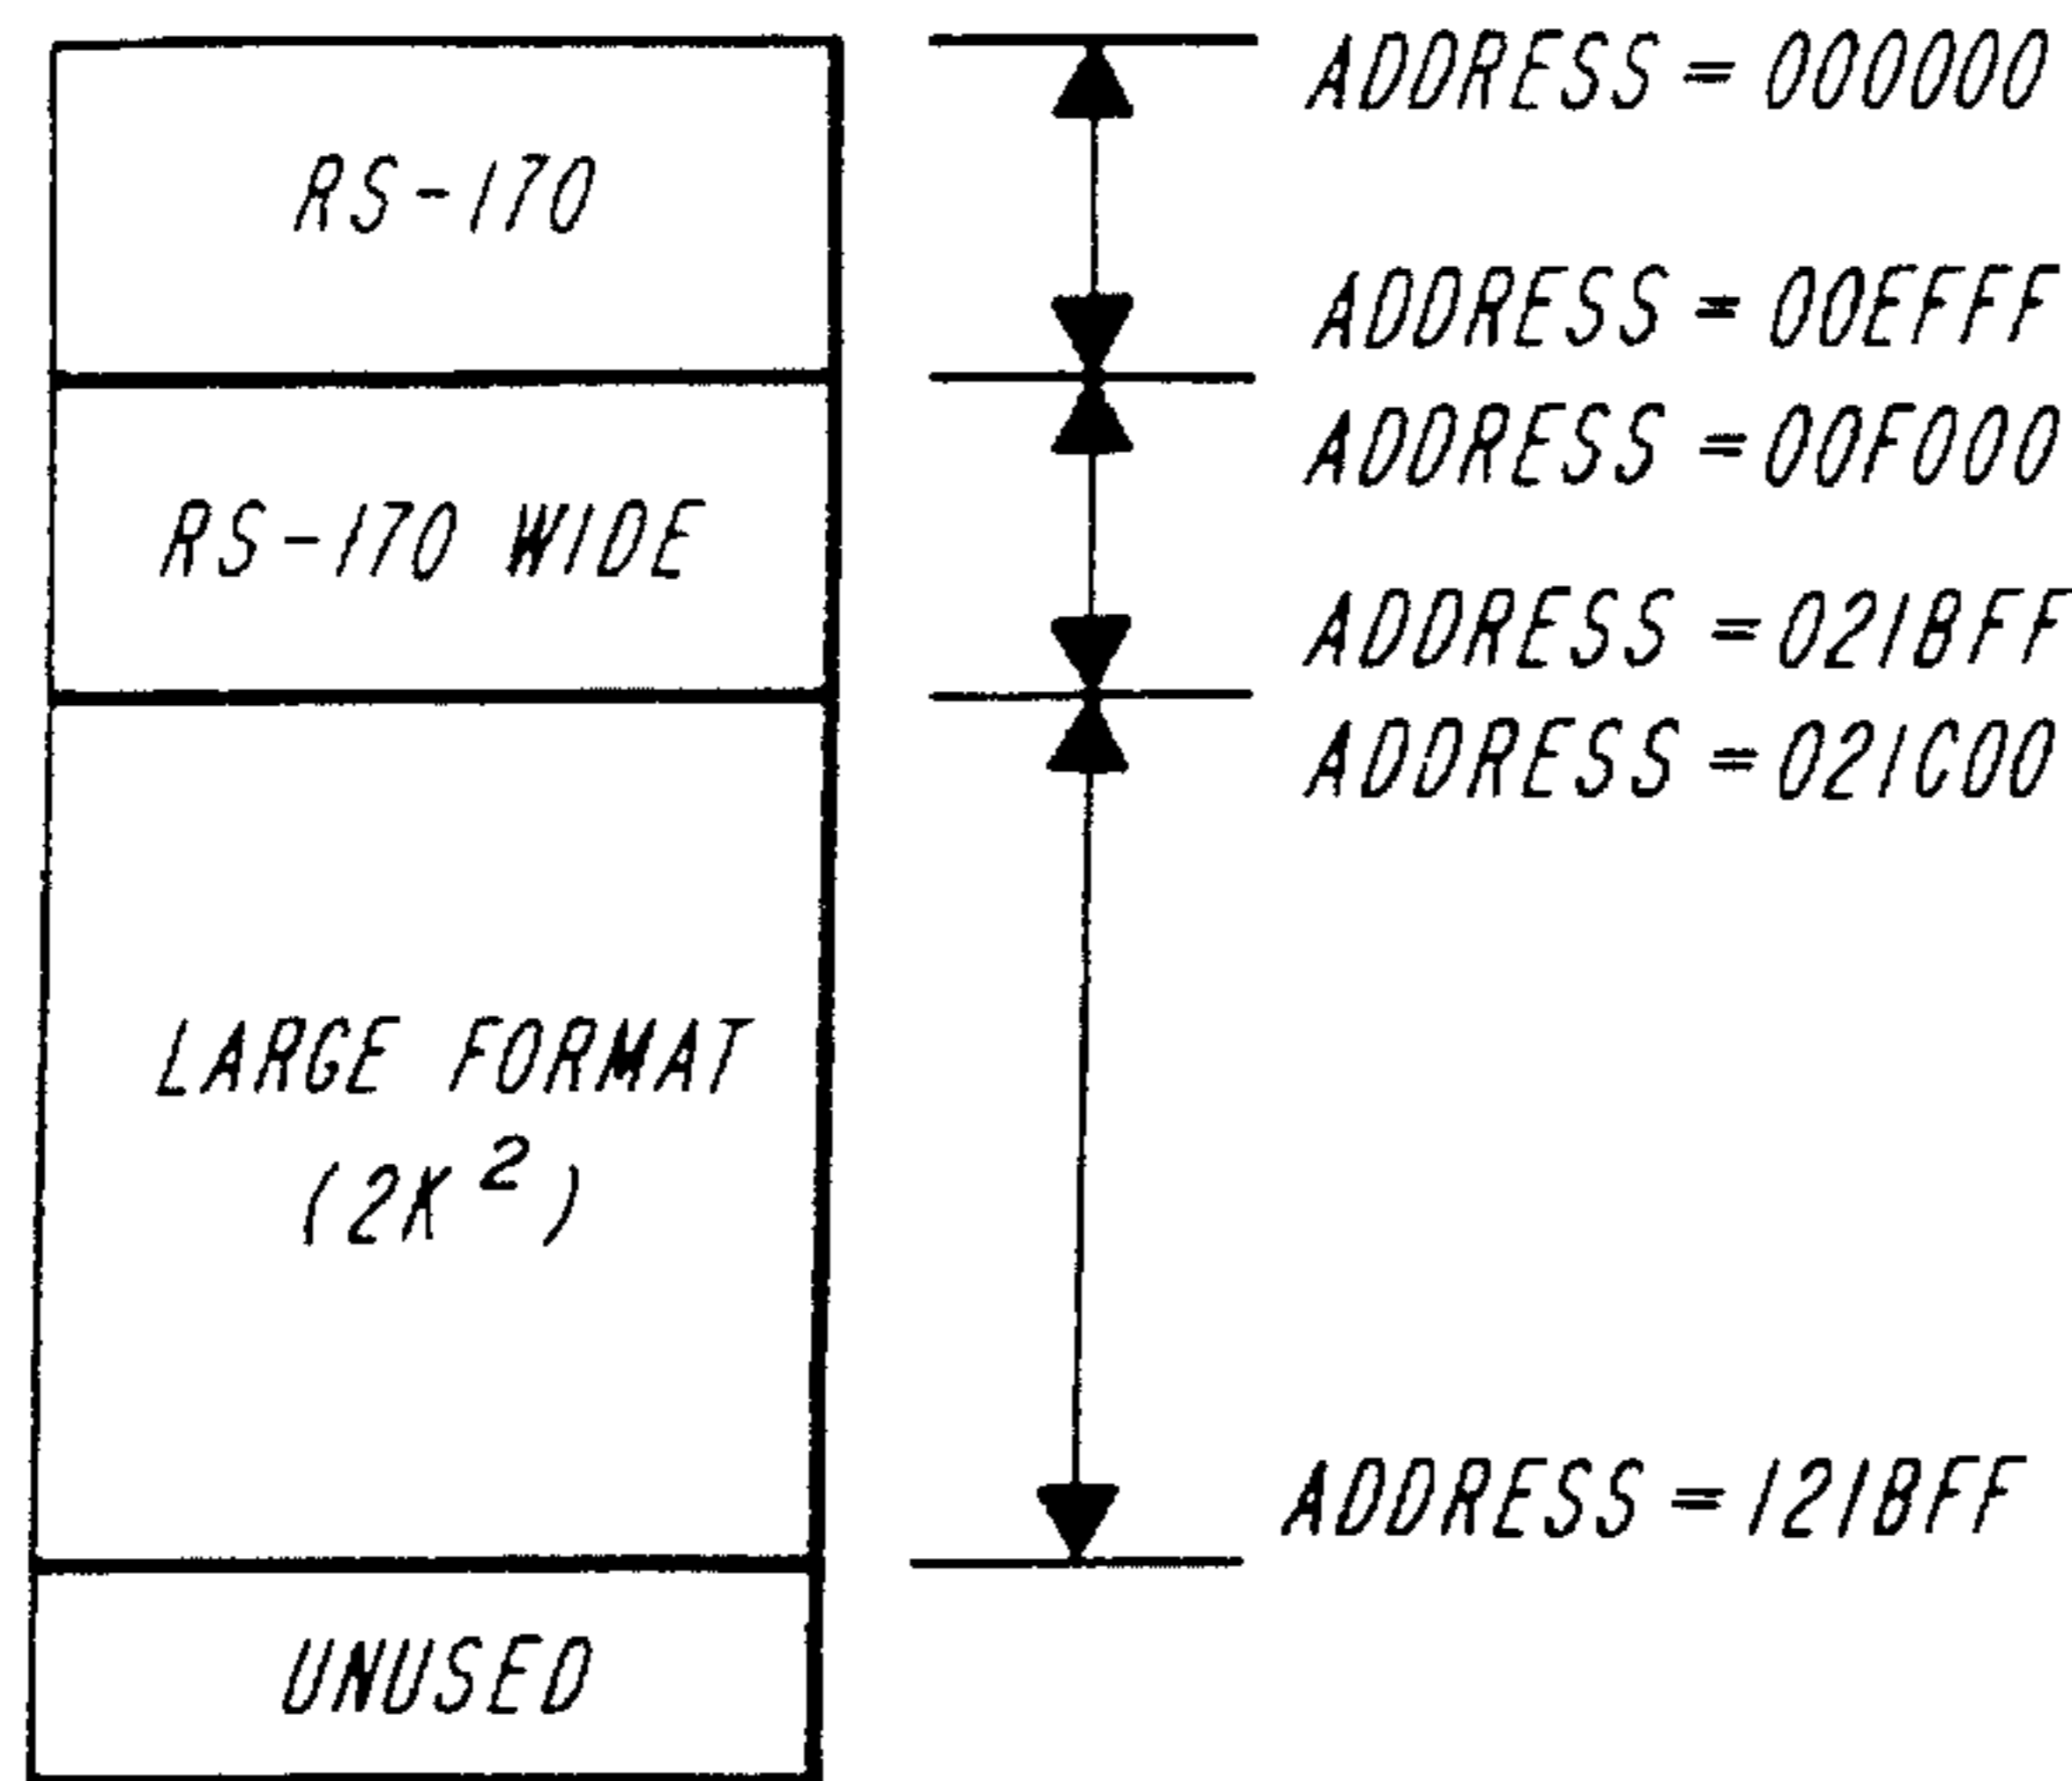 RS-170
ADDRESS = 000000
ADDRESS = 00EFFF
RS-170 WIDE
ADDRESS = 00F000
ADDRESS = 021BFF
LARGE FORMAT
(2K²)
ADDRESS = 021C00
ADDRESS = 121BFF
UNUSED